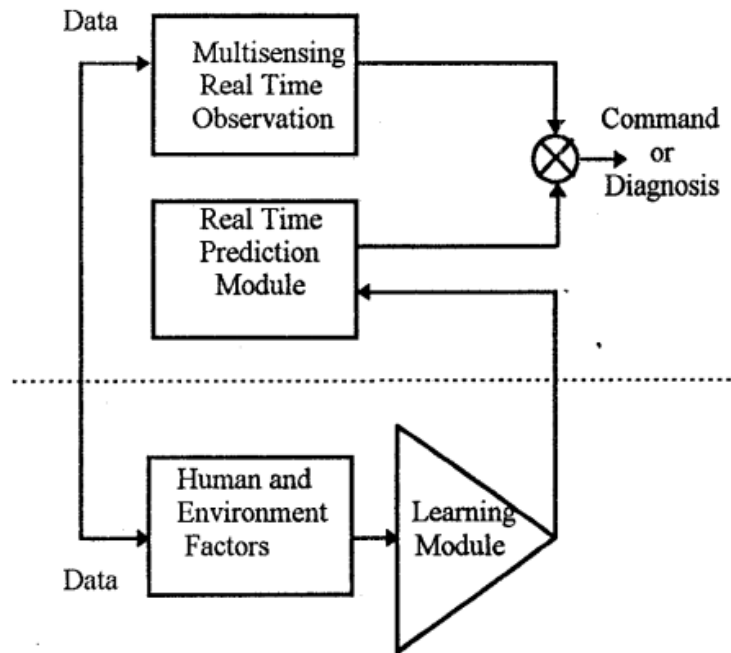 Data
Multisensing
Real Time
Observation
Command
or
Diagnosis
Real Time
Prediction
Module
Human and
Environment
Factors
Learning
Module
Data